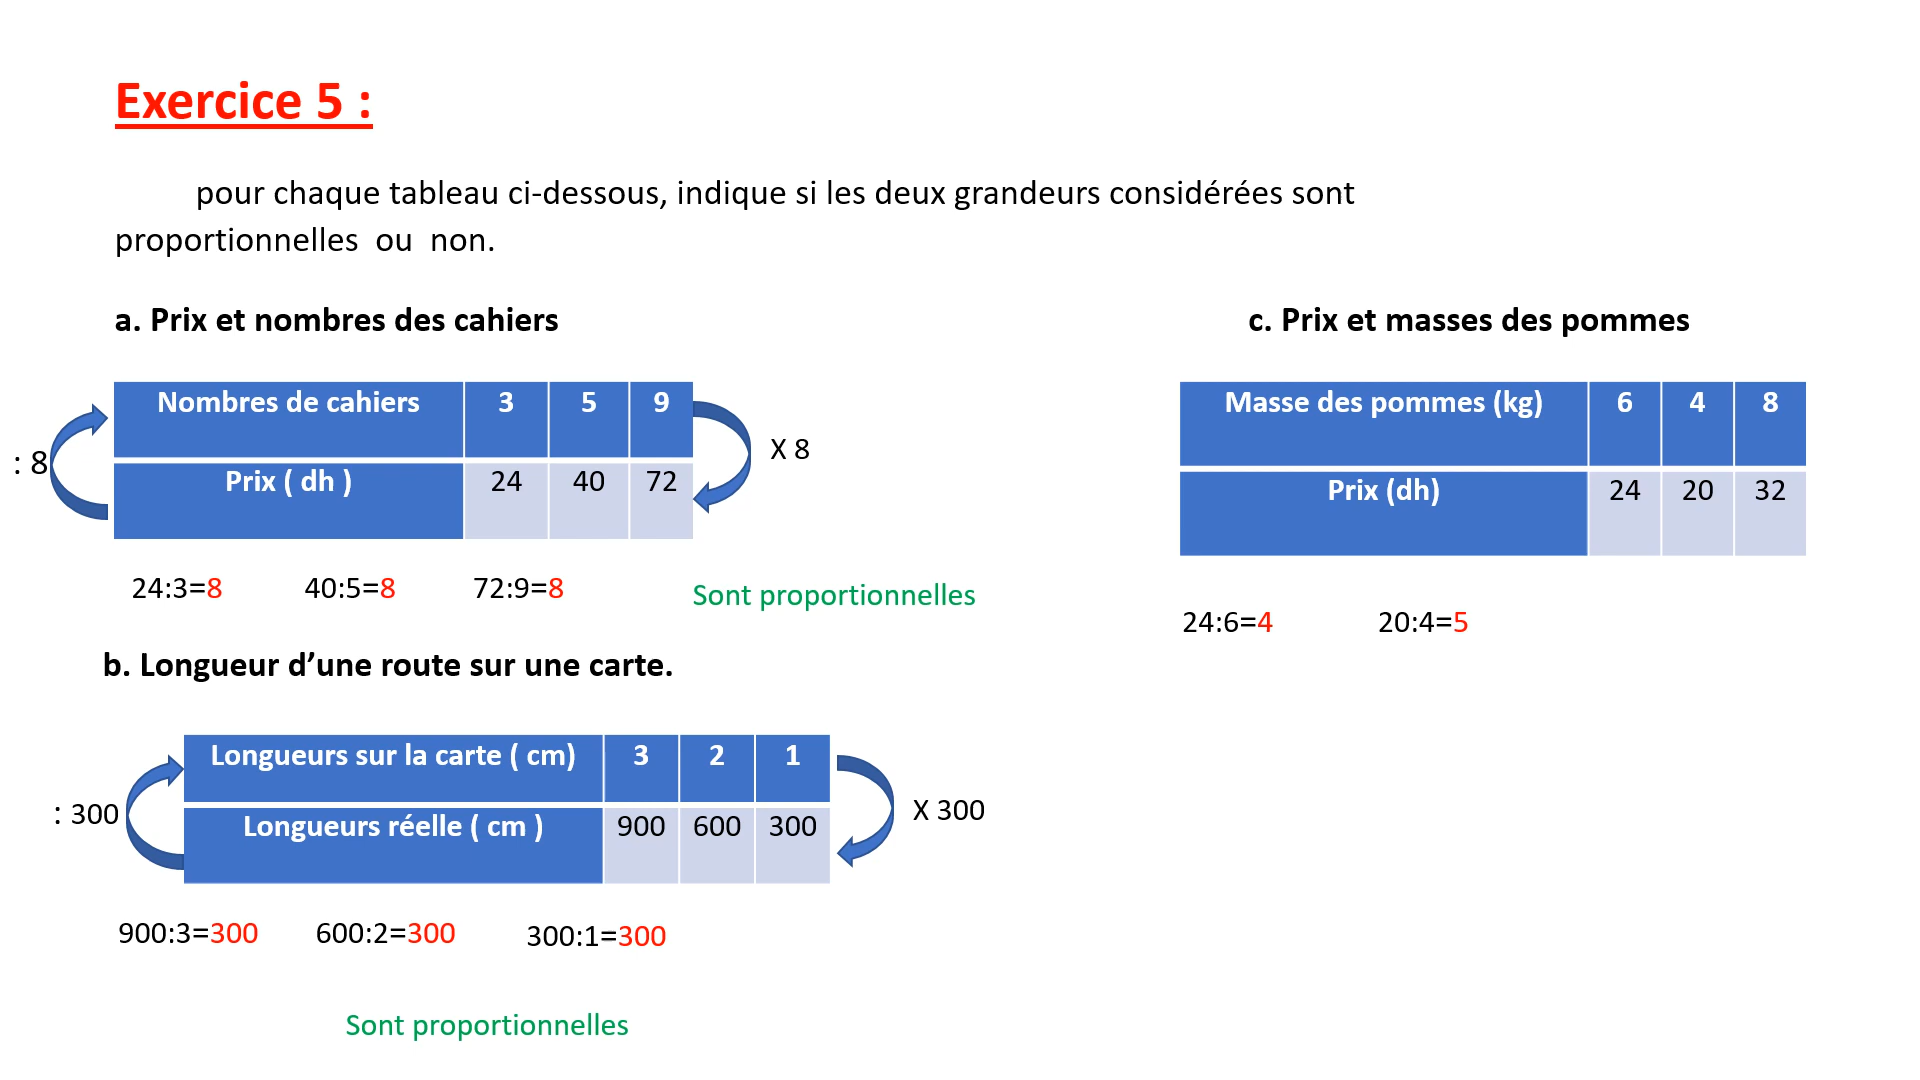 Exercice 5 :
pour chaque tableau ci-dessous, indique si les deux grandeurs considérées sont
proportionnelles ou non.
a. Prix et nombres des cahiers
Nombres de cahiers 3 5 9
: 8
X 8
Prix ( dh ) 24 40 72
24:3=8 40:5=8 72:9=8
Sont proportionnelles
b. Longueur d’une route sur une carte.
Longueurs sur la carte ( cm) 3 2 1
: 300
X 300
Longueurs réelle ( cm ) 900 600 300
900:3=300 600:2=300 300:1=300
Sont proportionnelles
c. Prix et masses des pommes
Masse des pommes (kg) 6 4 8
Prix (dh) 24 20 32
24:6=4 20:4=5